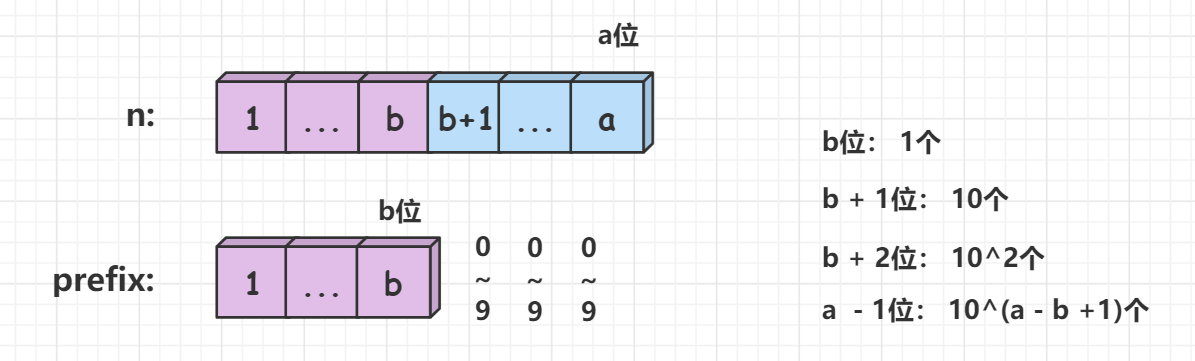 a位
n: 1 ... b b+1 ... a
b位
prefix: 1 ... b
0 0 0
~ ~ ~
9 9 9
b位： 1个
b + 1位： 10个
b + 2位： 10^2个
a - 1位： 10^(a - b +1)个